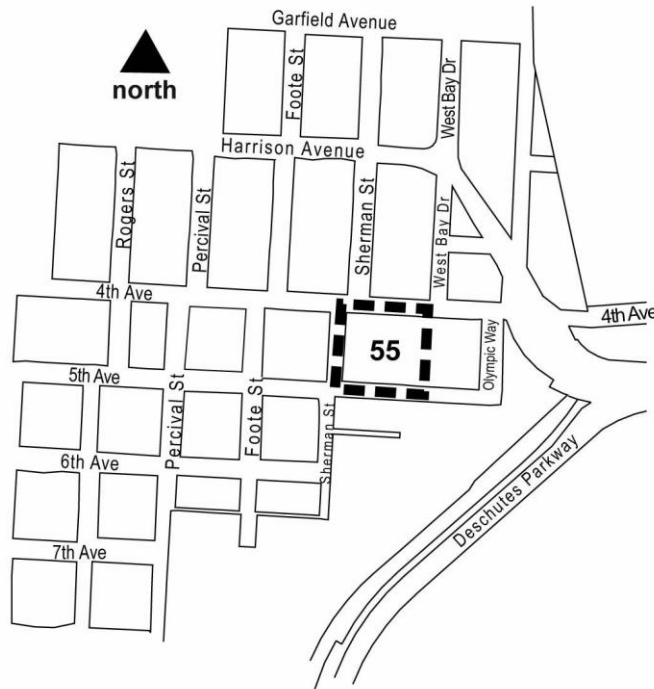 Garfield Avenue
north
Foote St
West Bay Dr
Harrison Avenue
Rogers St
Percival St
Sherman St
West Bay Dr
4th Ave
4th Ave
55
Olympic Way
5th Ave
Percival St
Foote St
Sherman St
6th Ave
Deschutes Parkway
7th Ave